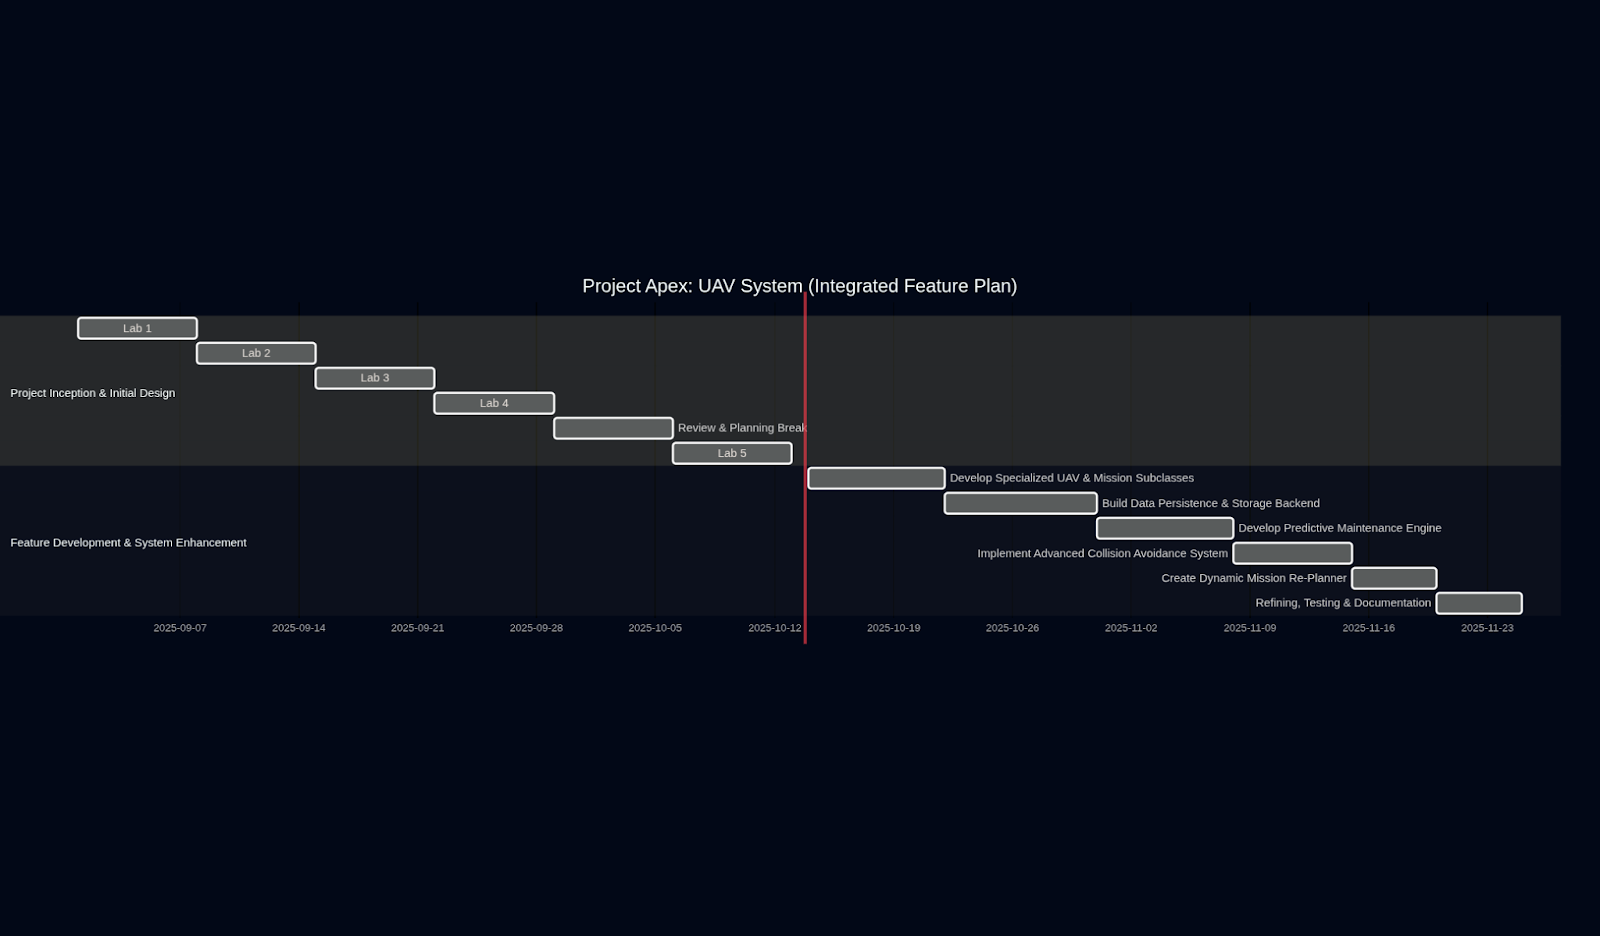 Project Apex: UAV System (Integrated Feature Plan)
Lab 1
Lab 2
Lab 3
Project Inception & Initial Design
Lab 4
Review & Planning Break
Lab 5
Develop Specialized UAV & Mission Subclasses
Build Data Persistence & Storage Backend
Develop Predictive Maintenance Engine
Feature Development & System Enhancement
Implement Advanced Collision Avoidance System
Create Dynamic Mission Re-Planner
Refining, Testing & Documentation
2025-09-07 2025-09-14 2025-09-21 2025-09-28 2025-10-05 2025-10-12 2025-10-19 2025-10-26 2025-11-02 2025-11-09 2025-11-16 2025-11-23